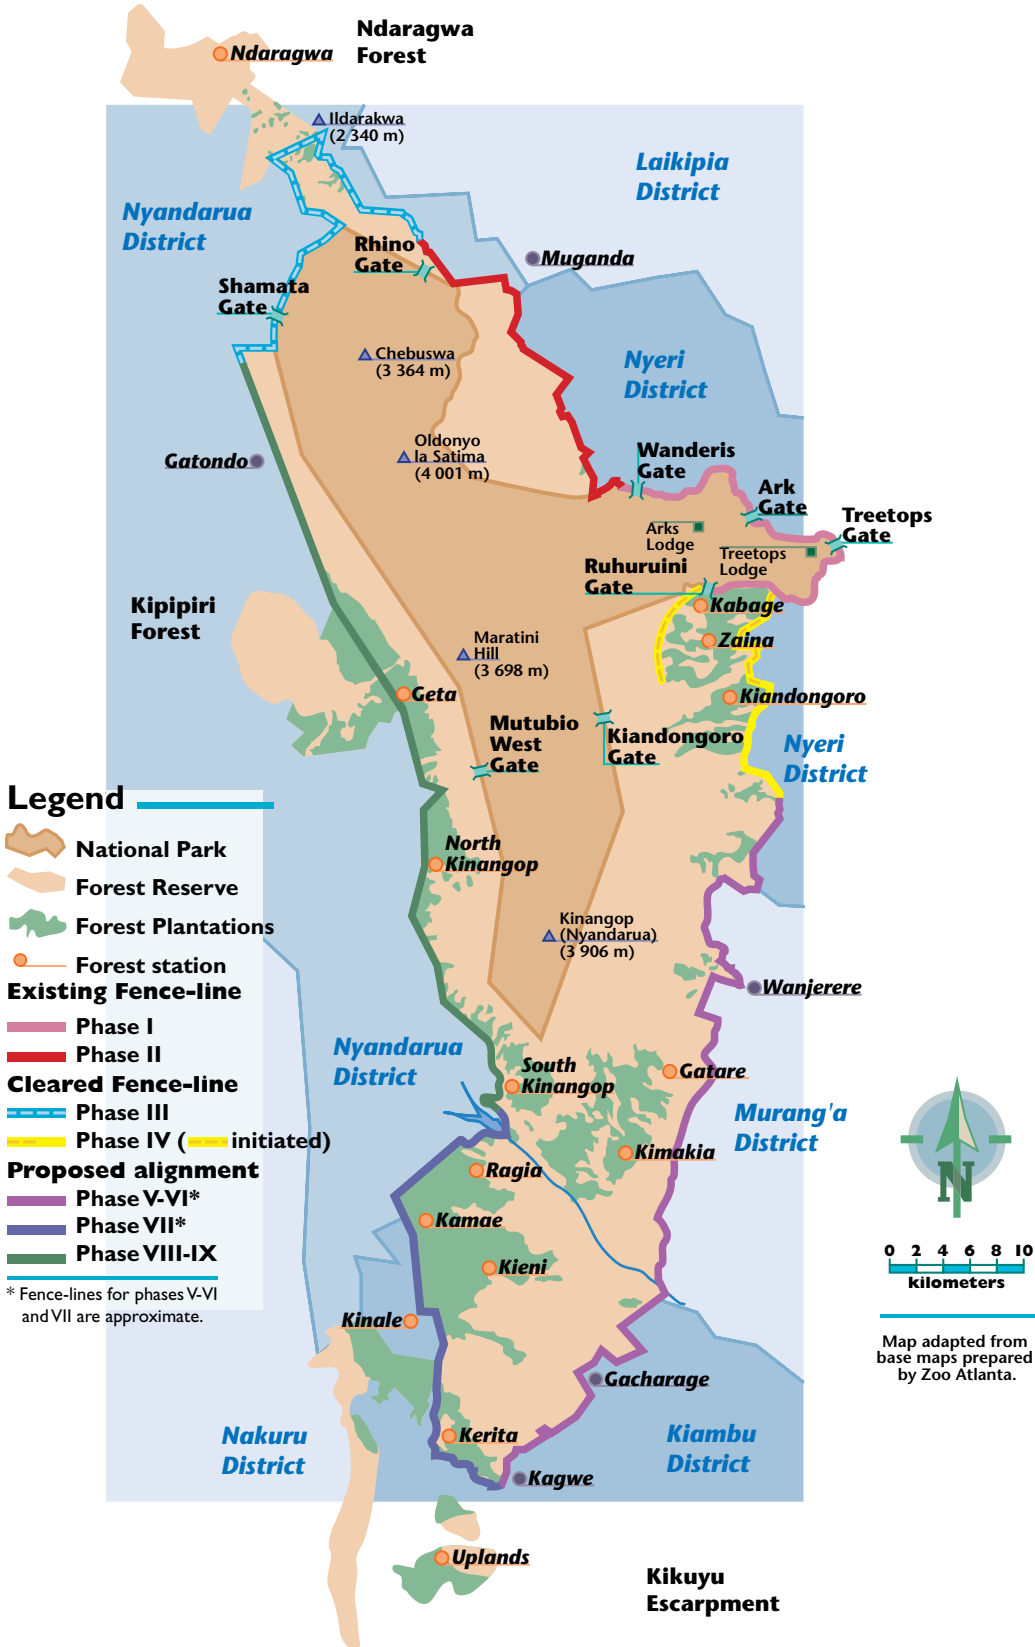 Ndaragwa
Forest
Ndaragwa
Ildarakwa
(2 340 m)
Laikipia
District
Nyandarua
District
Rhino
Gate
Muganda
Shamata
Gate
Chebuswa
(3 364 m)
Nyeri
District
Oldonyo
la Satima
(4 001 m)
Gatondo
Wanderis
Gate
Ark
Gate
Treetops
Gate
Arks
Lodge
Treetops
Lodge
Ruhuruini
Gate
Kabage
Kipipiri
Forest
Zaina
Maratini
Hill
(3 698 m)
Geta
Kiandongoro
Mutubio
West
Gate
Kiandongoro
Gate
Nyeri
District
North
Kinangop
Kinangop
(Nyandarua)
(3 906 m)
Wanjerere
Nyandarua
District
South
Kinangop
Gatare
Murang'a
District
Kimakia
Ragia
Kamae
Kieni
Kinale
Gacharage
Nakuru
District
Kerita
Kiambu
District
Kagwe
Uplands
Kikuyu
Escarpment
Legend
National Park
Forest Reserve
Forest Plantations
Forest station
Existing Fence-line
Phase I
Phase II
Cleared Fence-line
Phase III
Phase IV ( initiated)
Proposed alignment
Phase V-VI*
Phase VII*
Phase VIII-IX
* Fence-lines for phases V-VI
and VII are approximate.
N
0 2 4 6 8 10
kilometers
Map adapted from
base maps prepared
by Zoo Atlanta.